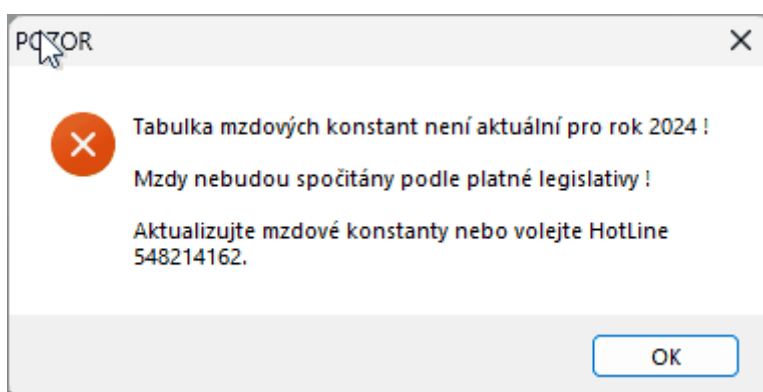 POZOR
Tabulka mzdových konstant není aktuální pro rok 2024 !
Mzdy nebudou spočitány podle platné legislativy !
Aktualizujte mzdové konstanty nebo volejte HotLine
548214162.
OK